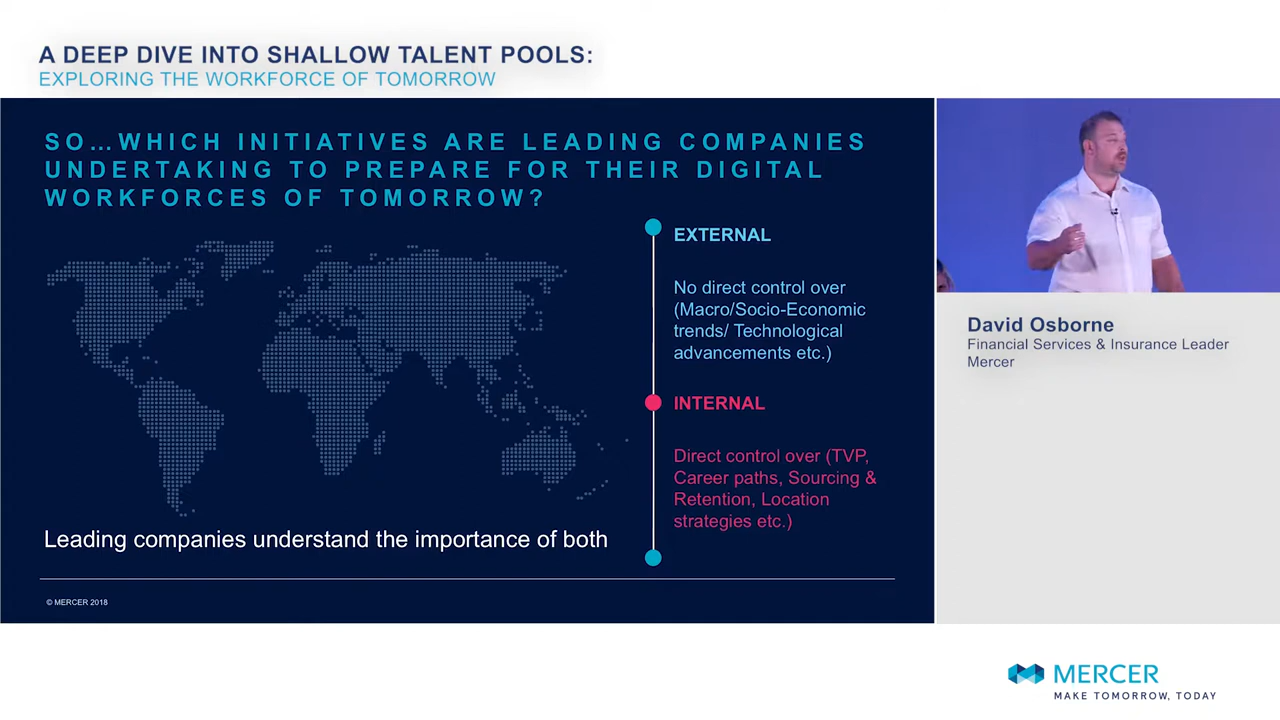 A DEEP DIVE INTO SHALLOW TALENT POOLS:
EXPLORING THE WORKFORCE OF TOMORROW
SO...WHICH INITIATIVES ARE LEADING COMPANIES
UNDERTAKING TO PREPARE FOR THEIR DIGITAL
WORKFORCES OF TOMORROW?
EXTERNAL
No direct control over
(Macro/Socio-Economic
trends/ Technological
advancements etc.)
INTERNAL
Direct control over (TVP,
Career paths, Sourcing &
Retention, Location
strategies etc.)
Leading companies understand the importance of both
© MERCER 2018
David Osborne
Financial Services & Insurance Leader
Mercer
MERCER
MAKE TOMORROW, TODAY